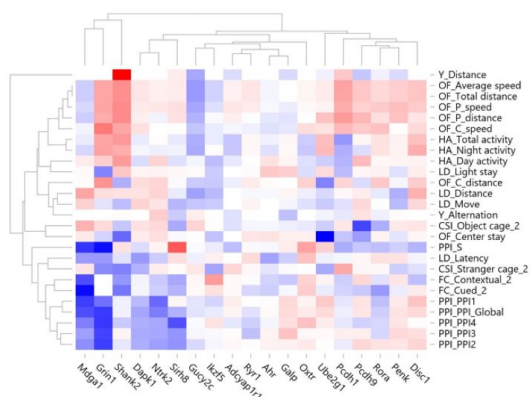 Y_Distance
OF_Average speed
OF_Total distance
OF_P_speed
OF_P_distance
OF_C_speed
HA_Total activity
HA_Night activity
HA_Day activity
LD_Light stay
OF_C_distance
LD_Distance
LD_Move
Y_Alternation
CSI_Object cage_2
OF_Center stay
PPI_S
LD_Latency
CSI_Stranger cage_2
FC_Contextual_2
FC_Cued_2
PPI_PPI1
PPI_PPI_Global
PPI_PPI4
PPI_PPI3
PPI_PPI2
Mdga1
Grin1
Shank2
Dapk1
Ntrk2
Sirh8
Gucy2c
Ikzf5
Adcyap1r1
Ryr1
Ahr
Galp
Oxtr
Ube2g1
Pcdh1
Pcdh9
Rora
Penk
Disc1